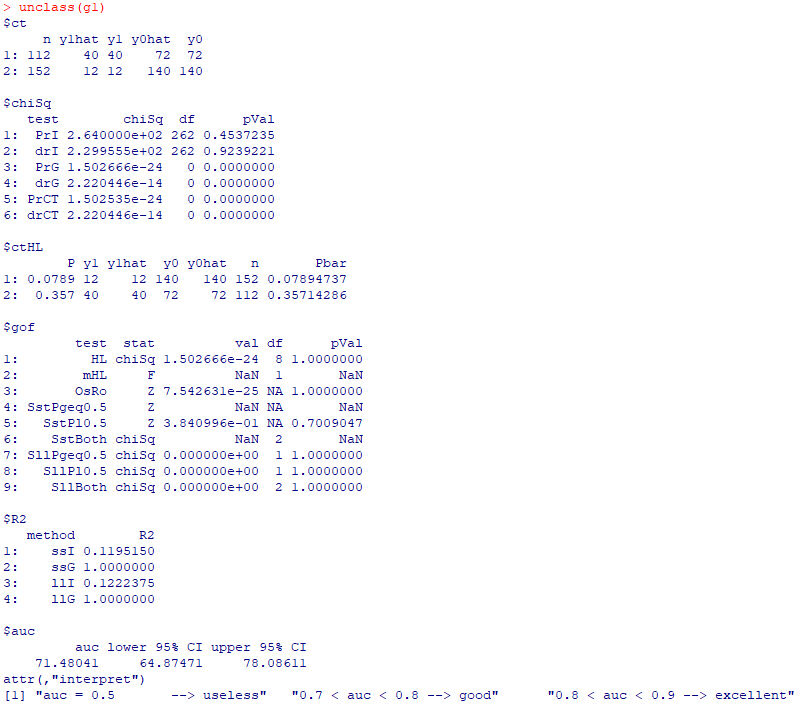 > unclass(g1)
$ct
     n y1hat y1 y0hat  y0
1: 112    40 40    72  72
2: 152    12 12   140 140

$chiSq
   test        chiSq  df      pVal
1:  PrI 2.640000e+02 262 0.4537235
2:  drI 2.299555e+02 262 0.9239221
3:  PrG 1.502666e-24   0 0.0000000
4:  drG 2.220446e-14   0 0.0000000
5: PrCT 1.502535e-24   0 0.0000000
6: drCT 2.220446e-14   0 0.0000000

$ctHL
        P y1 y1hat  y0 y0hat   n       Pbar
1: 0.0789 12    12 140   140 152 0.07894737
2:  0.357 40    40  72    72 112 0.35714286

$gof
         test  stat          val df      pVal
1:         HL chiSq 1.502666e-24  8 1.0000000
2:        mHL     F          NaN  1       NaN
3:       OsRo     Z 7.542631e-25 NA 1.0000000
4: SstPgeq0.5     Z          NaN NA       NaN
5:   SstPl0.5     Z 3.840996e-01 NA 0.7009047
6:    SstBoth chiSq          NaN  2       NaN
7: SllPgeq0.5 chiSq 0.000000e+00  1 1.0000000
8:   SllPl0.5 chiSq 0.000000e+00  1 1.0000000
9:    SllBoth chiSq 0.000000e+00  2 1.0000000

$R2
   method        R2
1:    ssI 0.1195150
2:    ssG 1.0000000
3:    llI 0.1222375
4:    llG 1.0000000

$auc
         auc lower 95% CI upper 95% CI
    71.48041     64.87471     78.08611
attr(,"interpret")
[1] "auc = 0.5       --> useless"   "0.7 < auc < 0.8 --> good"      "0.8 < auc < 0.9 --> excellent"